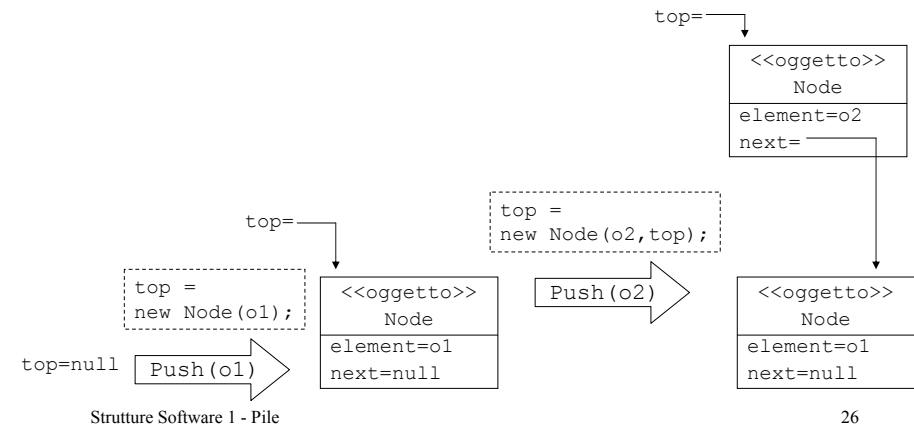 top=
<<oggetto>>
Node
element=o2
next=
top=
top =
new Node(o2,top);
top =
new Node(o1);
<<oggetto>>
Node
element=o1
next=null
Push(o2)
<<oggetto>>
Node
element=o1
next=null
top=null
Push(o1)
Strutture Software 1 - Pile
26